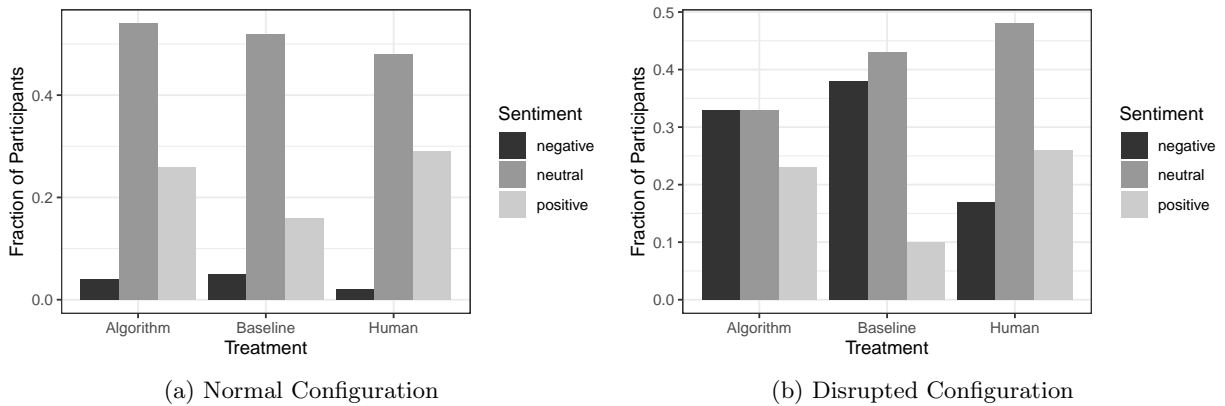 Fraction of Participants
0.4
0.2
0.0
Algorithm Baseline Human
Treatment
Sentiment
negative
neutral
positive
(a) Normal Configuration
Fraction of Participants
0.5
0.4
0.3
0.2
0.1
0.0
Algorithm Baseline Human
Treatment
Sentiment
negative
neutral
positive
(b) Disrupted Configuration